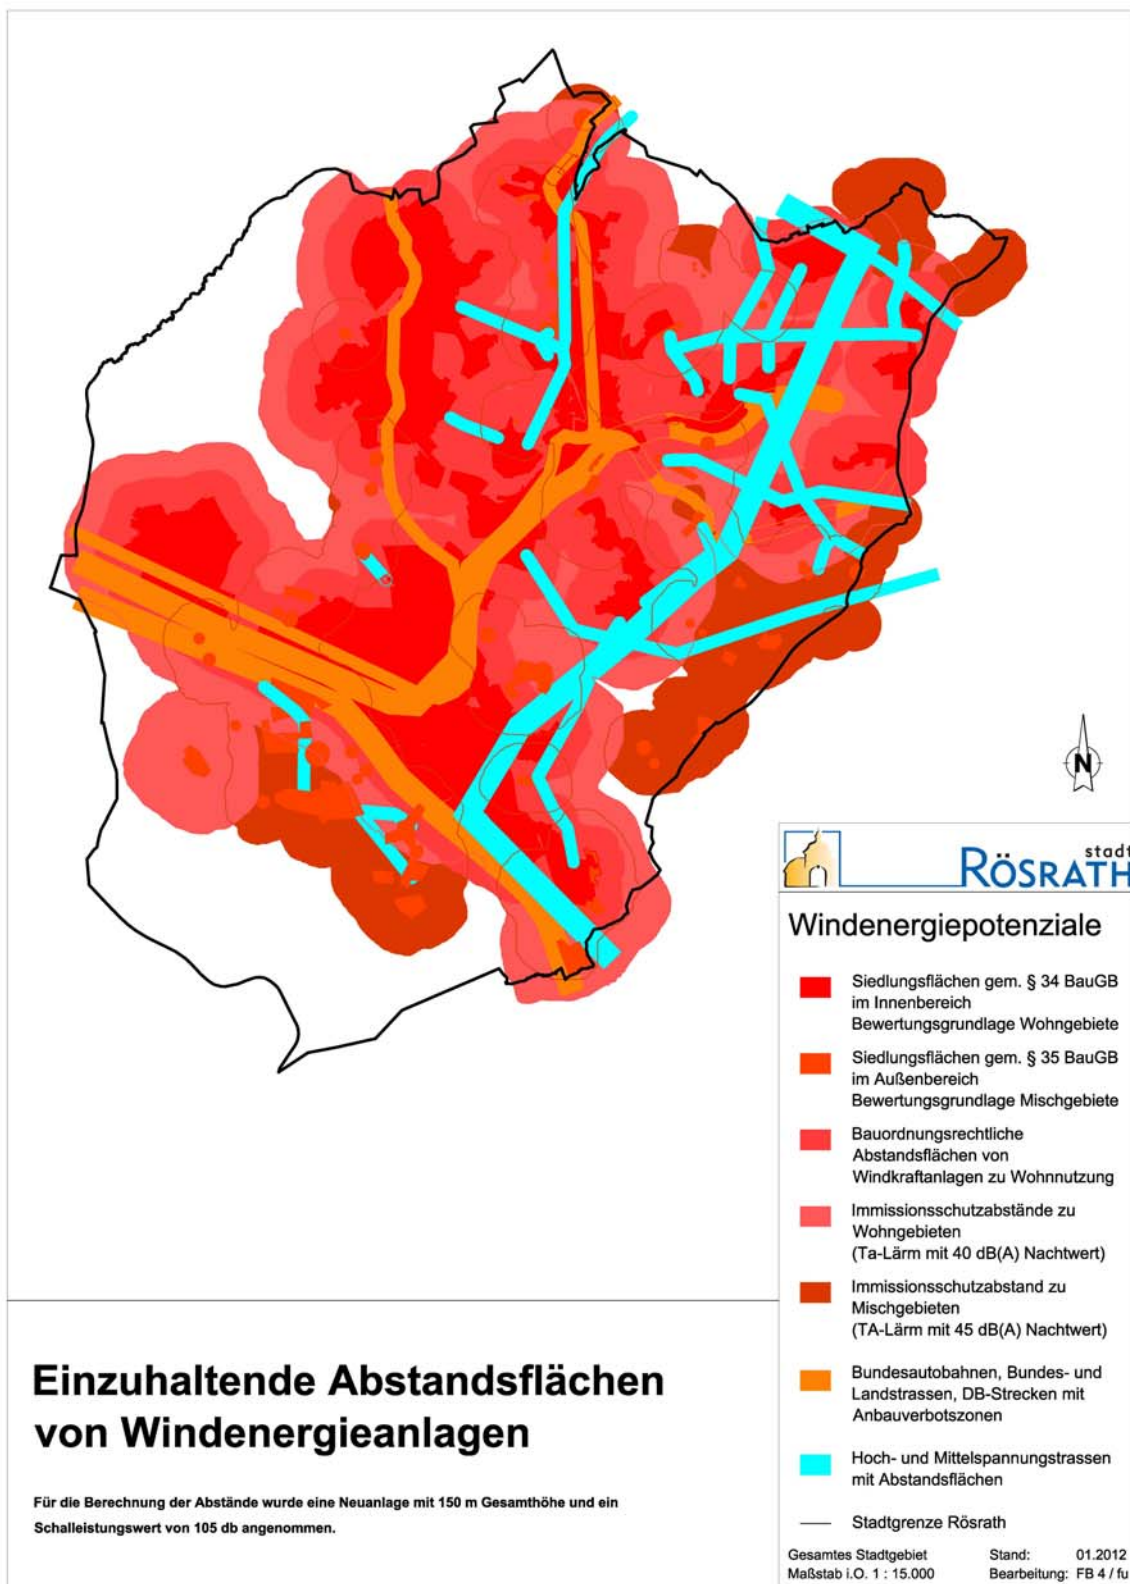 N
stadt
RÖSRATH
Windenergiepotenziale
Siedlungsflächen gem. § 34 BauGB
im Innenbereich
Bewertungsgrundlage Wohngebiete
Siedlungsflächen gem. § 35 BauGB
im Außenbereich
Bewertungsgrundlage Mischgebiete
Bauordnungsrechtliche
Abstandsflächen von
Windkraftanlagen zu Wohnnutzung
Immissionsschutzabstände zu
Wohgebieten
(Ta-Lärm mit 40 dB(A) Nachtwert)
Immissionsschutzabstand zu
Mischgebieten
(TA-Lärm mit 45 dB(A) Nachtwert)
Bundesautobahnen, Bundes- und
Landstrassen, DB-Strecken mit
Anbauverbotszonen
Hoch- und Mittelspannungstrassen
mit Abstandsflächen
Stadtgrenze Rösrath
Gesamtes Stadtgebiet Stand: 01.2012
Maßstab i.O. 1 : 15.000 Bearbeitung: FB 4 / fu
Einzuhaltende Abstandsflächen
von Windenergieanlagen
Für die Berechnung der Abstände wurde eine Neuanlage mit 150 m Gesamthöhe und ein
Schalleistungswert von 105 db angenommen.